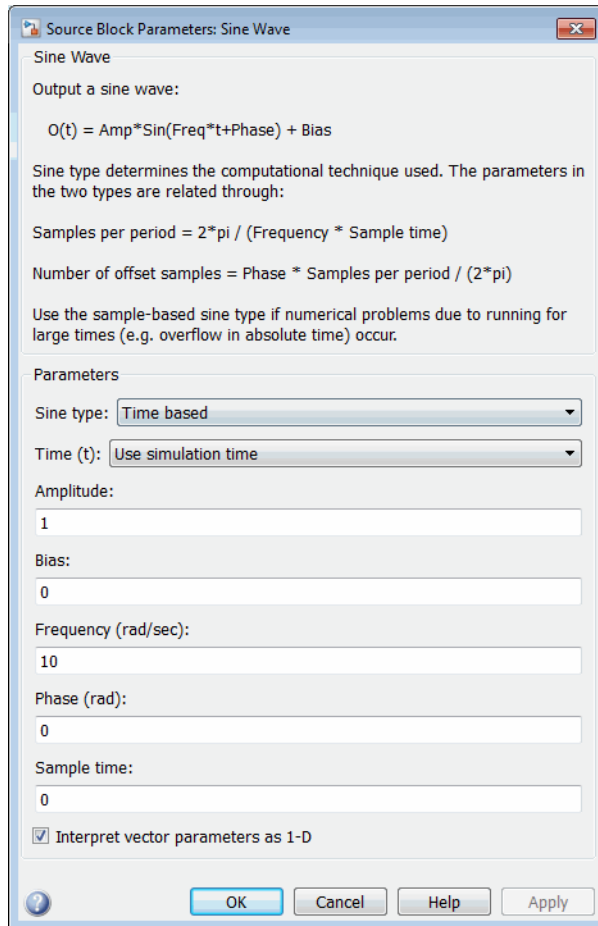 Source Block Parameters: Sine Wave
Sine Wave
Output a sine wave:
O(t) = Amp*Sin(Freq*t+Phase) + Bias
Sine type determines the computational technique used. The parameters in
the two types are related through:
Samples per period = 2*pi / (Frequency * Sample time)
Number of offset samples = Phase * Samples per period / (2*pi)
Use the sample-based sine type if numerical problems due to running for
large times (e.g. overflow in absolute time) occur.
Parameters
Sine type: Time based
Time (t): Use simulation time
Amplitude:
1
Bias:
0
Frequency (rad/sec):
10
Phase (rad):
0
Sample time:
0
Interpret vector parameters as 1-D
? OK Cancel Help Apply